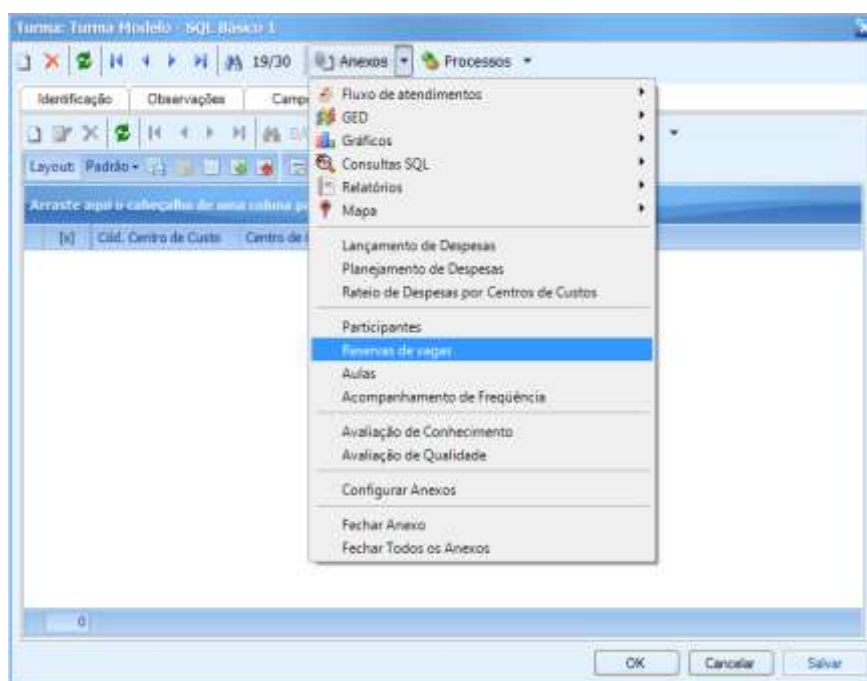 Turma: Turma Modelo - SQL Básico 1
19/30 Anexos Processos
Identificação Observações Camp
Layout: Padrão
Arraste aqui o cabeçalho de uma coluna p
[x] Cód. Centro de Custo Centro de
Fluxo de atendimentos
GED
Gráficos
Consultas SQL
Relatórios
Mapa
Lançamento de Despesas
Planejamento de Despesas
Rateio de Despesas por Centros de Custos
Participantes
Reservas de vagas
Aulas
Acompanhamento de Freqüência
Avaliação de Conhecimento
Avaliação de Qualidade
Configurar Anexos
Fechar Anexo
Fechar Todos os Anexos
0
OK Cancelar Salvar